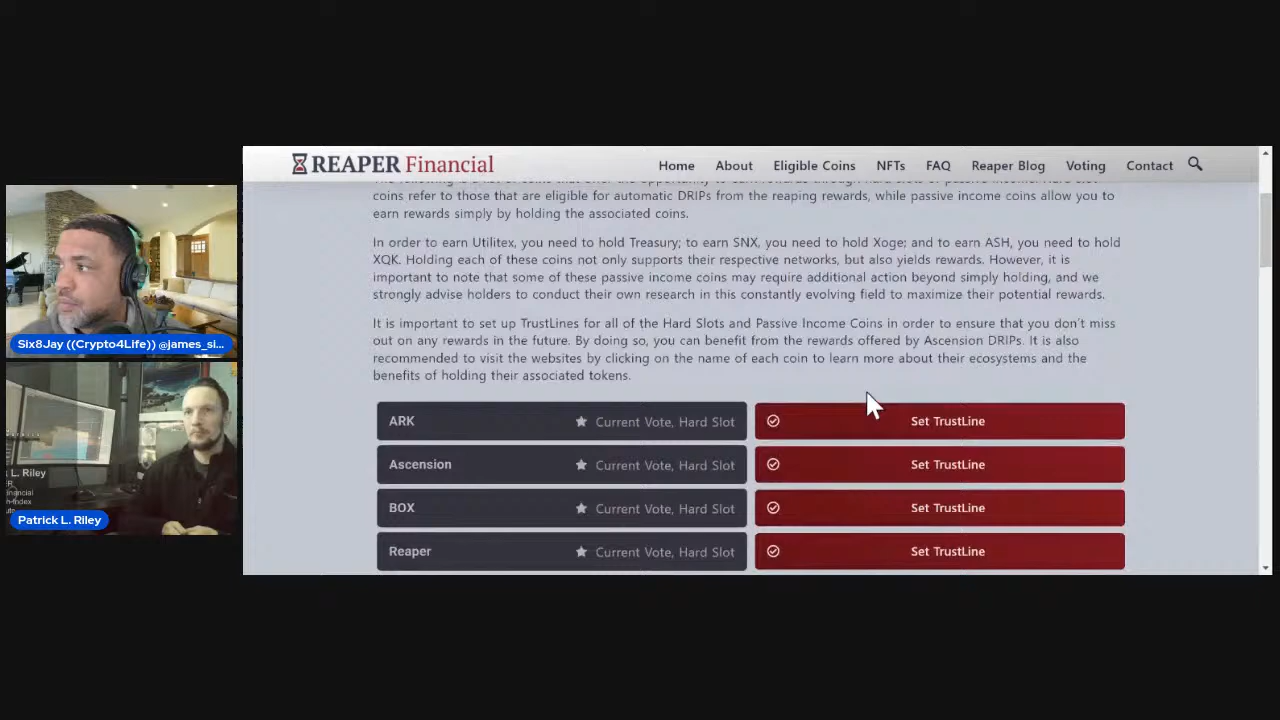 REAPER Financial
Home About Eligible Coins NFTs FAQ Reaper Blog Voting Contact
coins refer to those that are eligible for automatic DRIPs from the reaping rewards, while passive income coins allow you to
earn rewards simply by holding the associated coins.
In order to earn Utilitex, you need to hold Treasury; to earn SNX, you need to hold Xoge; and to earn ASH, you need to hold
XQK. Holding each of these coins not only supports their respective networks, but also yields rewards. However, it is
important to note that some of these passive income coins may require additional action beyond simply holding, and we
strongly advise holders to conduct their own research in this constantly evolving field to maximize their potential rewards.
It is important to set up TrustLines for all of the Hard Slots and Passive Income Coins in order to ensure that you don't miss
out on any rewards in the future. By doing so, you can benefit from the rewards offered by Ascension DRIPs. It is also
recommended to visit the websites by clicking on the name of each coin to learn more about their ecosystems and the
benefits of holding their associated tokens.
ARK Current Vote, Hard Slot Set TrustLine
Ascension Current Vote, Hard Slot Set TrustLine
BOX Current Vote, Hard Slot Set TrustLine
Reaper Current Vote, Hard Slot Set TrustLine
Six8Jay ((Crypto4Life)) @james_si...
L. Riley
Patrick L. Riley